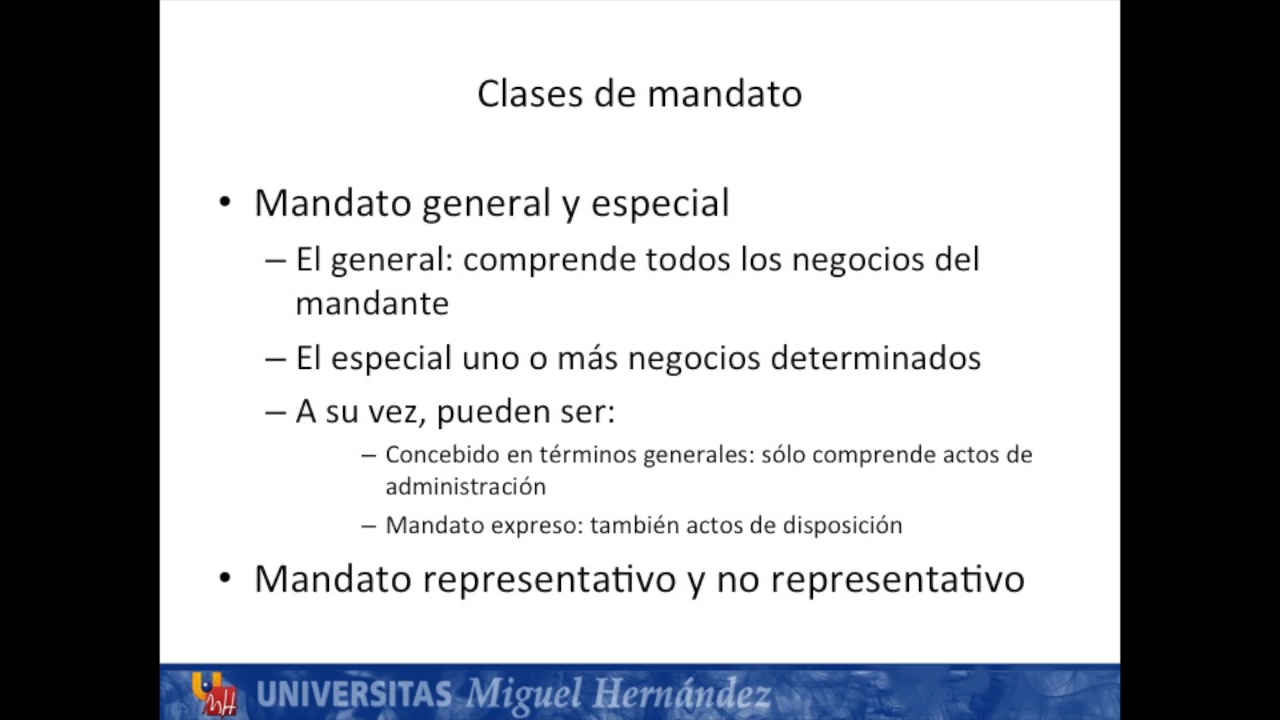 Clases de mandato
• Mandato general y especial
– El general: comprende todos los negocios del
mandante
– El especial uno o más negocios determinados
– A su vez, pueden ser:
– Concebido en términos generales: sólo comprende actos de
administración
– Mandato expreso: también actos de disposición
• Mandato representativo y no representativo
UMH UNIVERSITAS Miguel Hernández